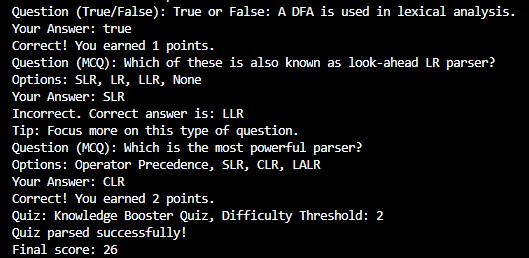 Question (True/False): True or False: A DFA is used in lexical analysis.
Your Answer: true
Correct! You earned 1 points.
Question (MCQ): Which of these is also known as look-ahead LR parser?
Options: SLR, LR, LLR, None
Your Answer: SLR
Incorrect. Correct answer is: LLR
Tip: Focus more on this type of question.
Question (MCQ): Which is the most powerful parser?
Options: Operator Precedence, SLR, CLR, LALR
Your Answer: CLR
Correct! You earned 2 points.
Quiz: Knowledge Booster Quiz, Difficulty Threshold: 2
Quiz parsed successfully!
Final score: 26